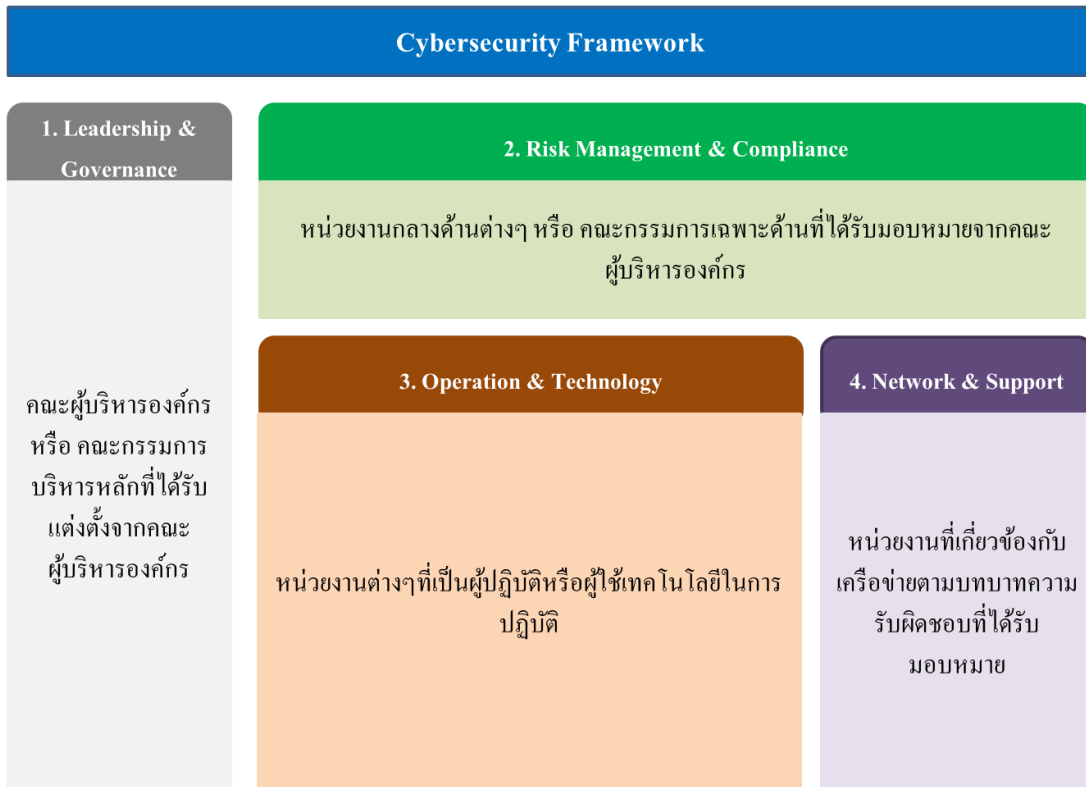 Cybersecurity Framework
1. Leadership &
Governance
คณะผู้บริหารองค์กร
หรือ คณะกรรมการ
บริหารหลักที่ได้รับ
แต่งตั้งจากคณะ
ผู้บริหารองค์กร
2. Risk Management & Compliance
หน่วยงานกลางด้านต่างๆ หรือ คณะกรรมการเฉพาะด้านที่ได้รับมอบหมายจากคณะ
ผู้บริหารองค์กร
3. Operation & Technology
หน่วยงานต่างๆที่เป็นผู้ปฏิบัติหรือผู้ใช้เทคโนโลยีในการ
ปฏิบัติ
4. Network & Support
หน่วยงานที่เกี่ยวข้องกับ
เครือข่ายตามบทบาทความ
รับผิดชอบที่ได้รับ
มอบหมาย